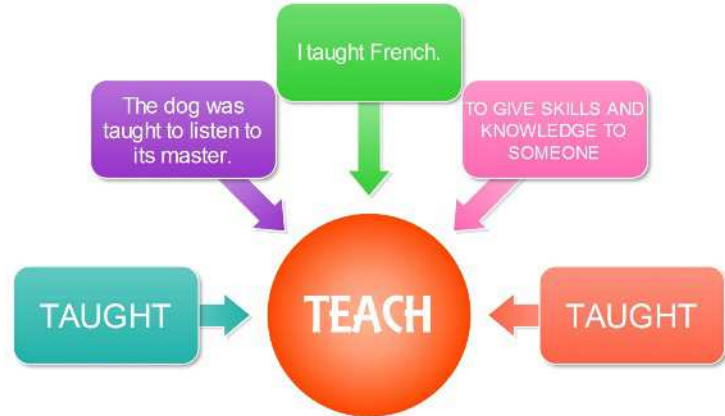 I taught French.
The dog was
taught to listen to
its master.
TO GIVE SKILLS AND
KNOWLEDGE TO
SOMEONE
TAUGHT
TEACH
TAUGHT